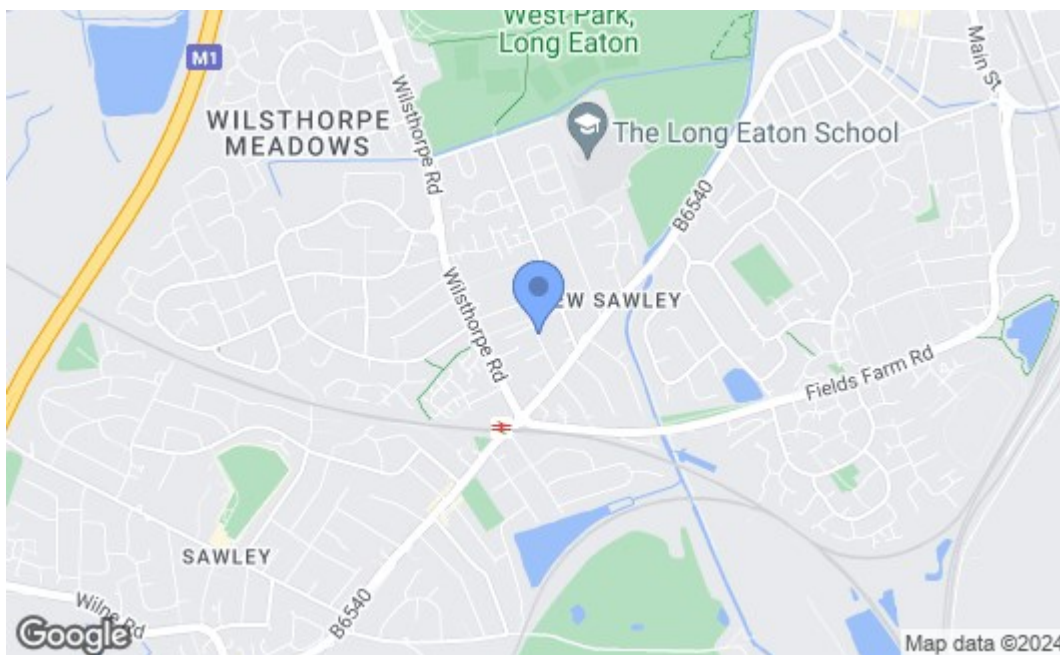 West Park,
Long Eaton
M1
Main St.
WILSTHORPE
MEADOWS
Wilsthorpe Rd
The Long Eaton School
B6540
Wilsthorpe Rd
EW SAWLEY
Fields Farm Rd
SAWLEY
B6540
Wilne Rd
Google
Map data ©2024